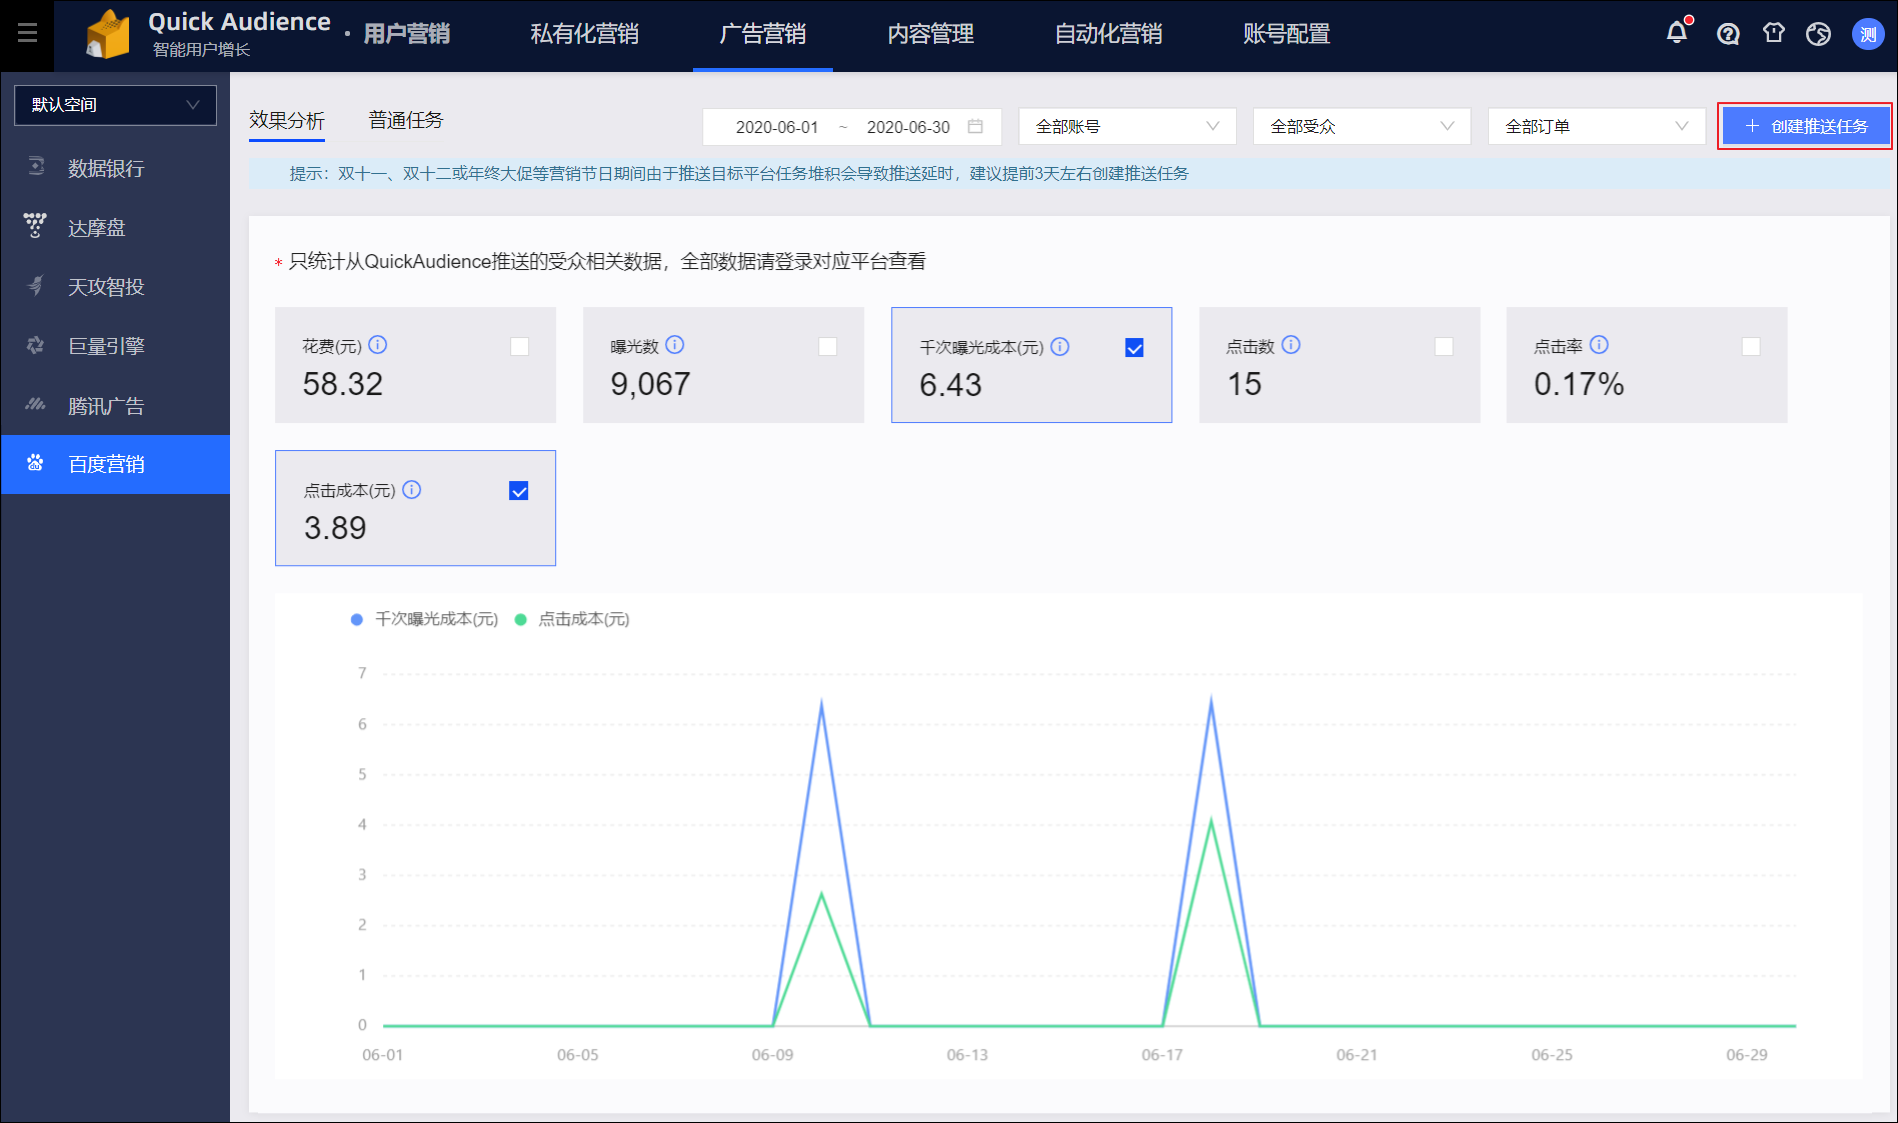 Quick Audience · 用户营销
智能用户增长
私有化营销 广告营销 内容管理 自动化营销 账号配置
测
默认空间
数据银行
达摩盘
天攻智投
巨量引擎
腾讯广告
百度营销
效果分析 普通任务
2020-06-01 ~ 2020-06-30 全部账号 全部受众 全部订单 + 创建推送任务
提示：双十一、双十二或年终大促等营销节日期间由于推送目标平台任务堆积会导致推送延时，建议提前3天左右创建推送任务
* 只统计从QuickAudience推送的受众相关数据，全部数据请登录对应平台查看
花费(元)
58.32
曝光数
9,067
千次曝光成本(元)
6.43
点击数
15
点击率
0.17%
点击成本(元)
3.89
千次曝光成本(元) 点击成本(元)
7
6
5
4
3
2
1
0
06-01 06-05 06-09 06-13 06-17 06-21 06-25 06-29